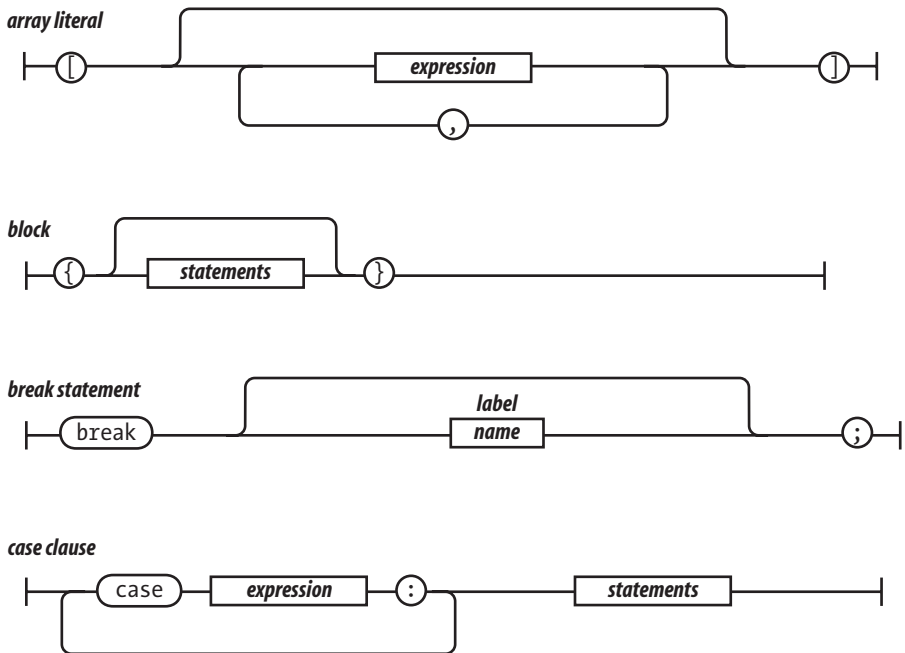 array literal
[ expression ]
,
block
{ statements }
break statement
label
break name ;
case clause
case expression : statements